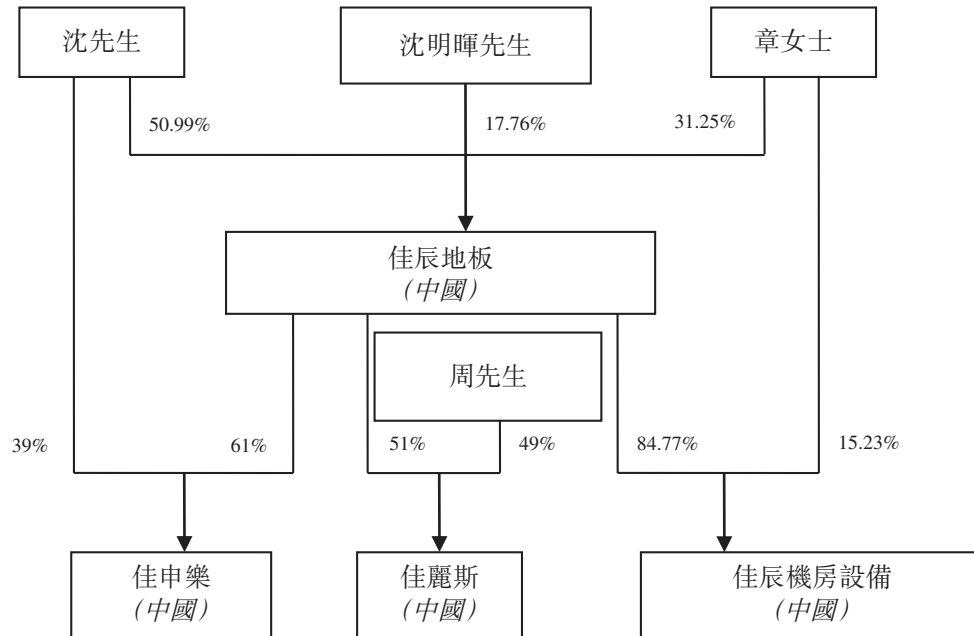 沈先生
沈明暉先生
章女士
50.99%
17.76%
31.25%
佳辰地板
(中國)
周先生
39%
61%
51%
49%
84.77%
15.23%
佳申樂
(中國)
佳麗斯
(中國)
佳辰機房設備
(中國)